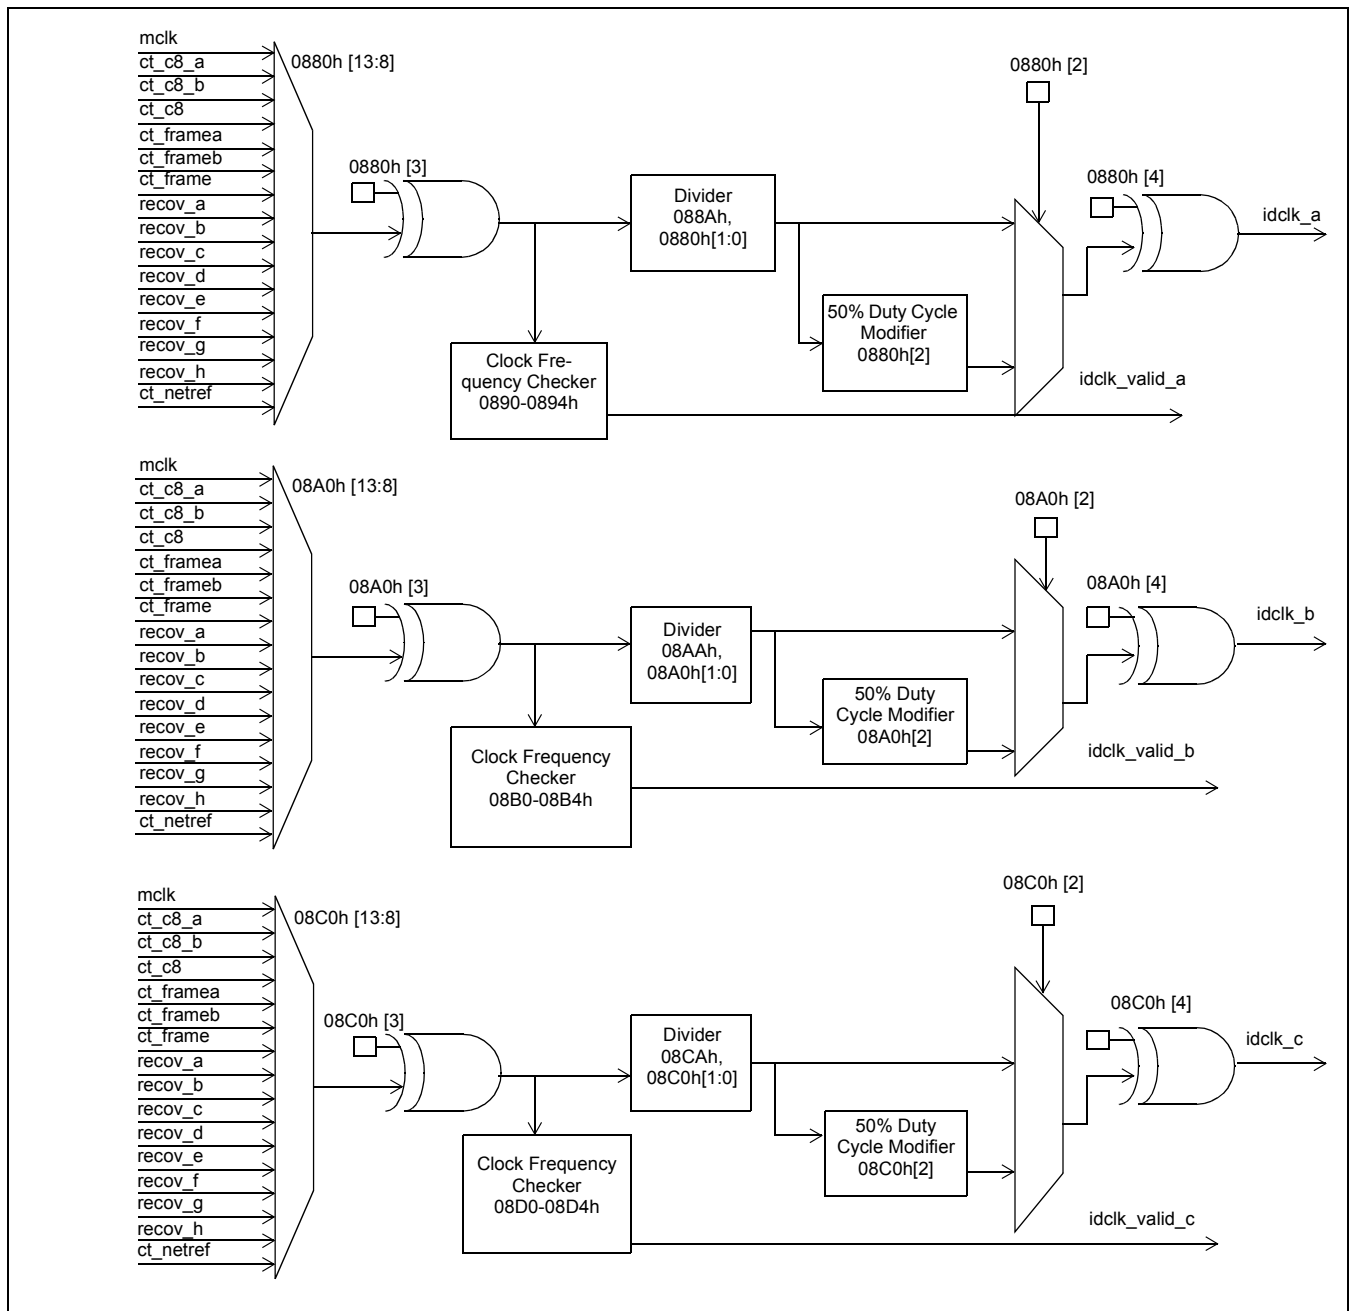 mclk
ct_c8_a
ct_c8_b
ct_c8
ct_framea
ct_frameb
ct_frame
recov_a
recov_b
recov_c
recov_d
recov_e
recov_f
recov_g
recov_h
ct_netref
0880h [13:8]
0880h [3]
Clock Fre-
quency Checker
0890-0894h
Divider
088Ah,
0880h[1:0]
50% Duty Cycle
Modifier
0880h[2]
0880h [2]
0880h [4]
idclk_a
idclk_valid_a
mclk
ct_c8_a
ct_c8_b
ct_c8
ct_framea
ct_frameb
ct_frame
recov_a
recov_b
recov_c
recov_d
recov_e
recov_f
recov_g
recov_h
ct_netref
08A0h [13:8]
08A0h [3]
Clock Frequency
Checker
08B0-08B4h
Divider
08AAh,
08A0h[1:0]
50% Duty
Cycle Modifier
08A0h[2]
08A0h [2]
08A0h [4]
idclk_b
idclk_valid_b
mclk
ct_c8_a
ct_c8_b
ct_c8
ct_framea
ct_frameb
ct_frame
recov_a
recov_b
recov_c
recov_d
recov_e
recov_f
recov_g
recov_h
ct_netref
08C0h [13:8]
08C0h [3]
Clock Frequency
Checker
08D0-08D4h
Divider
08CAh,
08C0h[1:0]
50% Duty
Cycle Modifier
08C0h[2]
08C0h [2]
08C0h [4]
idclk_c
idclk_valid_c